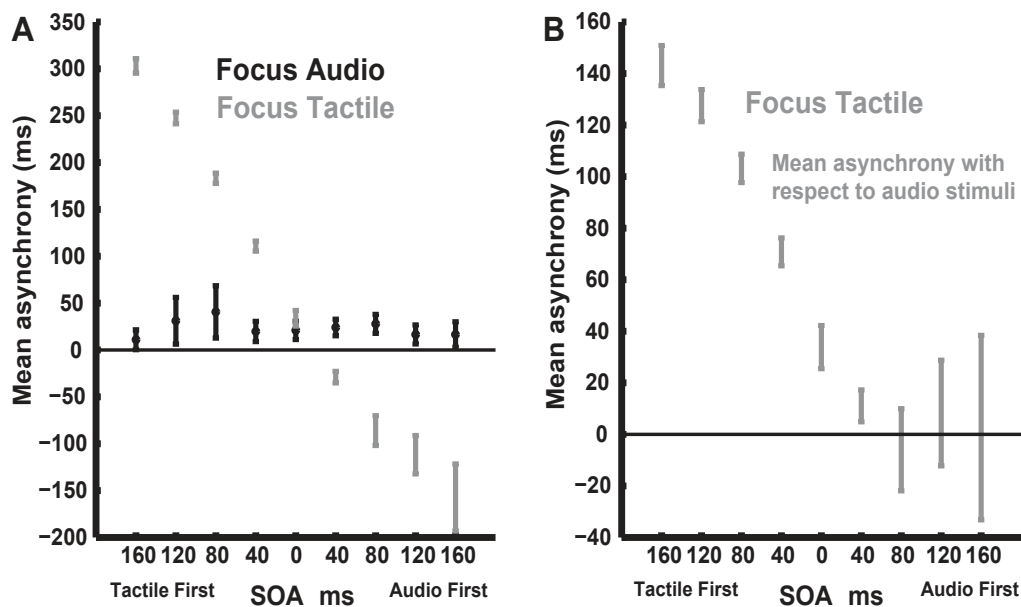 A
Mean asynchrony (ms)
350
300
250
200
150
100
50
0
−50
−100
−150
−200
Focus Audio
Focus Tactile
160 120 80 40 0 40 80 120 160
Tactile First SOA ms Audio First
B
Mean asynchrony (ms)
160
140
120
100
80
60
40
20
0
−20
−40
Focus Tactile
Mean asynchrony with
respect to audio stimuli
160 120 80 40 0 40 80 120 160
Tactile First SOA ms Audio First